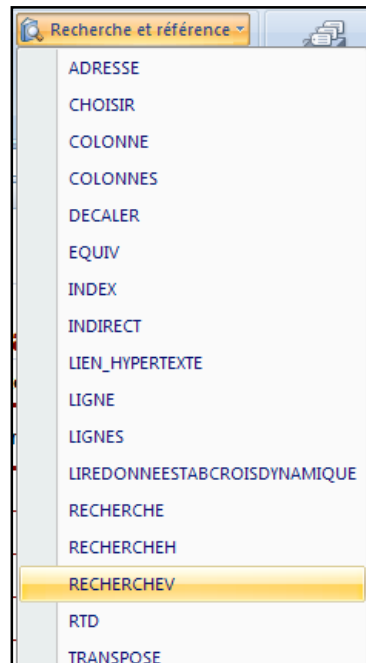 Recherche et référence
ADRESSE
CHOISIR
COLONNE
COLONNES
DECALER
EQUIV
INDEX
INDIRECT
LIEN_HYPERTEXTE
LIGNE
LIGNES
LIREDONNEESTABCROISDYNAMIQUE
RECHERCHE
RECHERCHEH
RECHERCHEV
RTD
TRANSPOSE